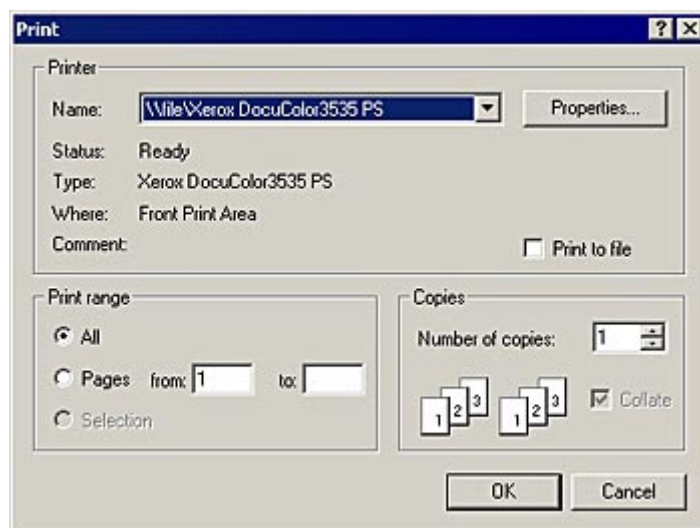 Print
Printer
Name: \\file\Xerox DocuColor3535 PS Properties...
Status: Ready
Type: Xerox DocuColor3535 PS
Where: Front Print Area
Comment: Print to file
Print range
All
Pages from: 1 to:
Selection
Copies
Number of copies: 1
1 2 3 1 2 3 Collate
OK Cancel